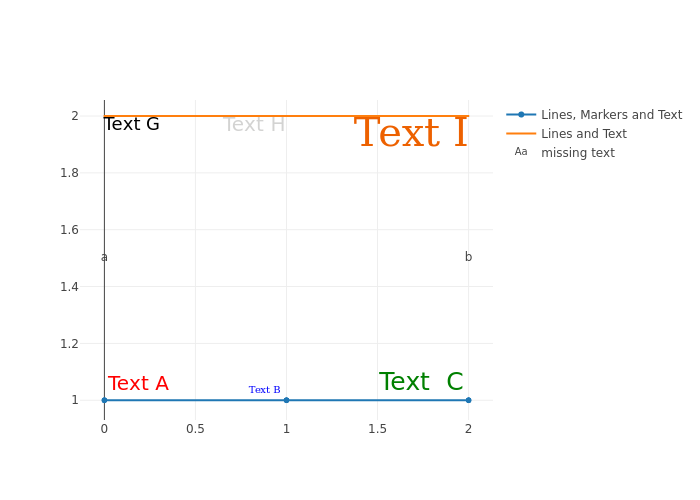 2
Text G
Text H
Text I
Lines, Markers and Text
Lines and Text
Aa missing text
1.8
1.6
a
b
1.4
1.2
Text A
Text B
Text  C
1
0
0.5
1
1.5
2